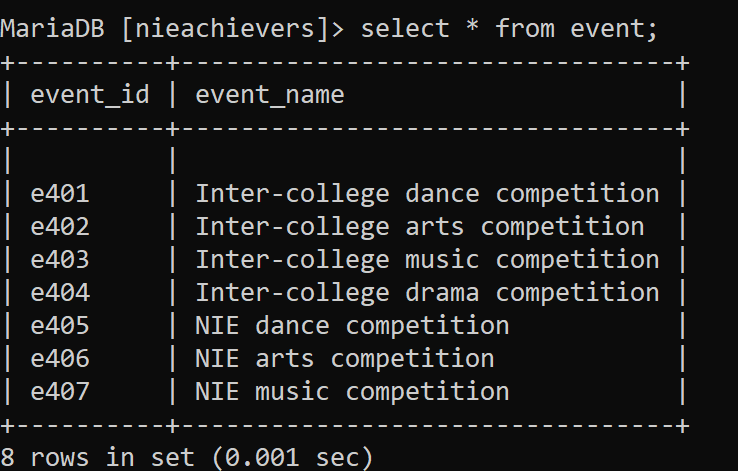 MariaDB [nieachievers]> select * from event;
+----------+---------------------------------+
| event_id | event_name                      |
+----------+---------------------------------+
|          |                                 |
| e401     | Inter-college dance competition |
| e402     | Inter-college arts competition  |
| e403     | Inter-college music competition |
| e404     | Inter-college drama competition |
| e405     | NIE dance competition           |
| e406     | NIE arts competition            |
| e407     | NIE music competition           |
+----------+---------------------------------+
8 rows in set (0.001 sec)